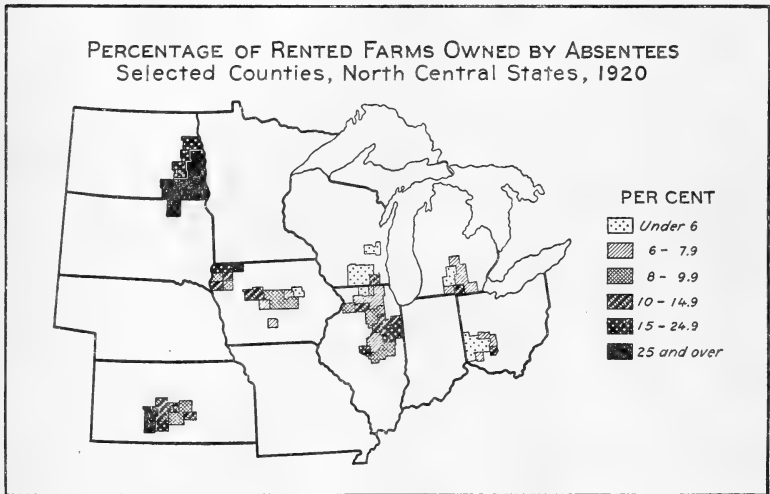 PERCENTAGE OF RENTED FARMS OWNED BY ABSENTEES
Selected Counties, North Central States, 1920
PER CENT
Under 6
6 - 7.9
8 - 9.9
10 - 14.9
15 - 24.9
25 and over